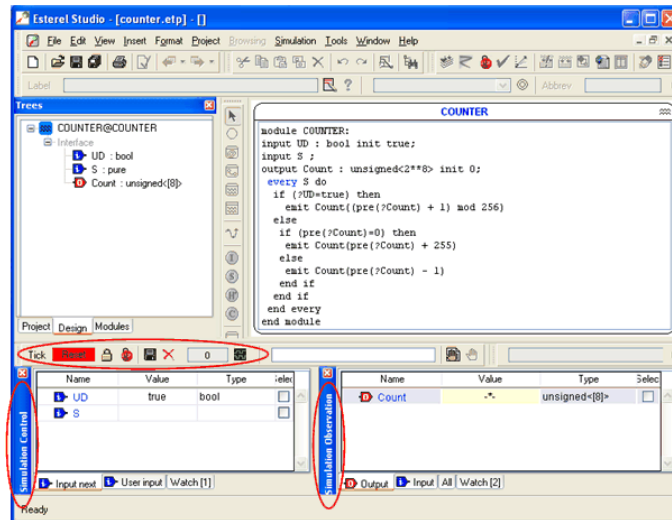 Esterel Studio - [counter.etp] - []
File Edit View Insert Format Project Browsing Simulation Tools Window Help
Label
Abbrev
Trees
COUNTER@COUNTER
Interface
UD : bool
S : pure
Count : unsigned<[8]>
Project Design Modules
COUNTER
module COUNTER:
input UD : bool init true;
input S ;
output Count : unsigned<2**8> init 0;
every S do
if (?UD=true) then
emit Count((pre(?Count) + 1) mod 256)
else
if (pre(?Count)=0) then
emit Count(pre(?Count) + 255)
else
emit Count(pre(?Count) - 1)
end if
end if
end every
end module
Tick Reset 0
Simulation Control
Name Value Type Selec
UD true bool
S
Input next User input Watch [1]
Simulation Observation
Name Value Type Selec
Count -*- unsigned<[8]>
Output Input All Watch [2]
Ready